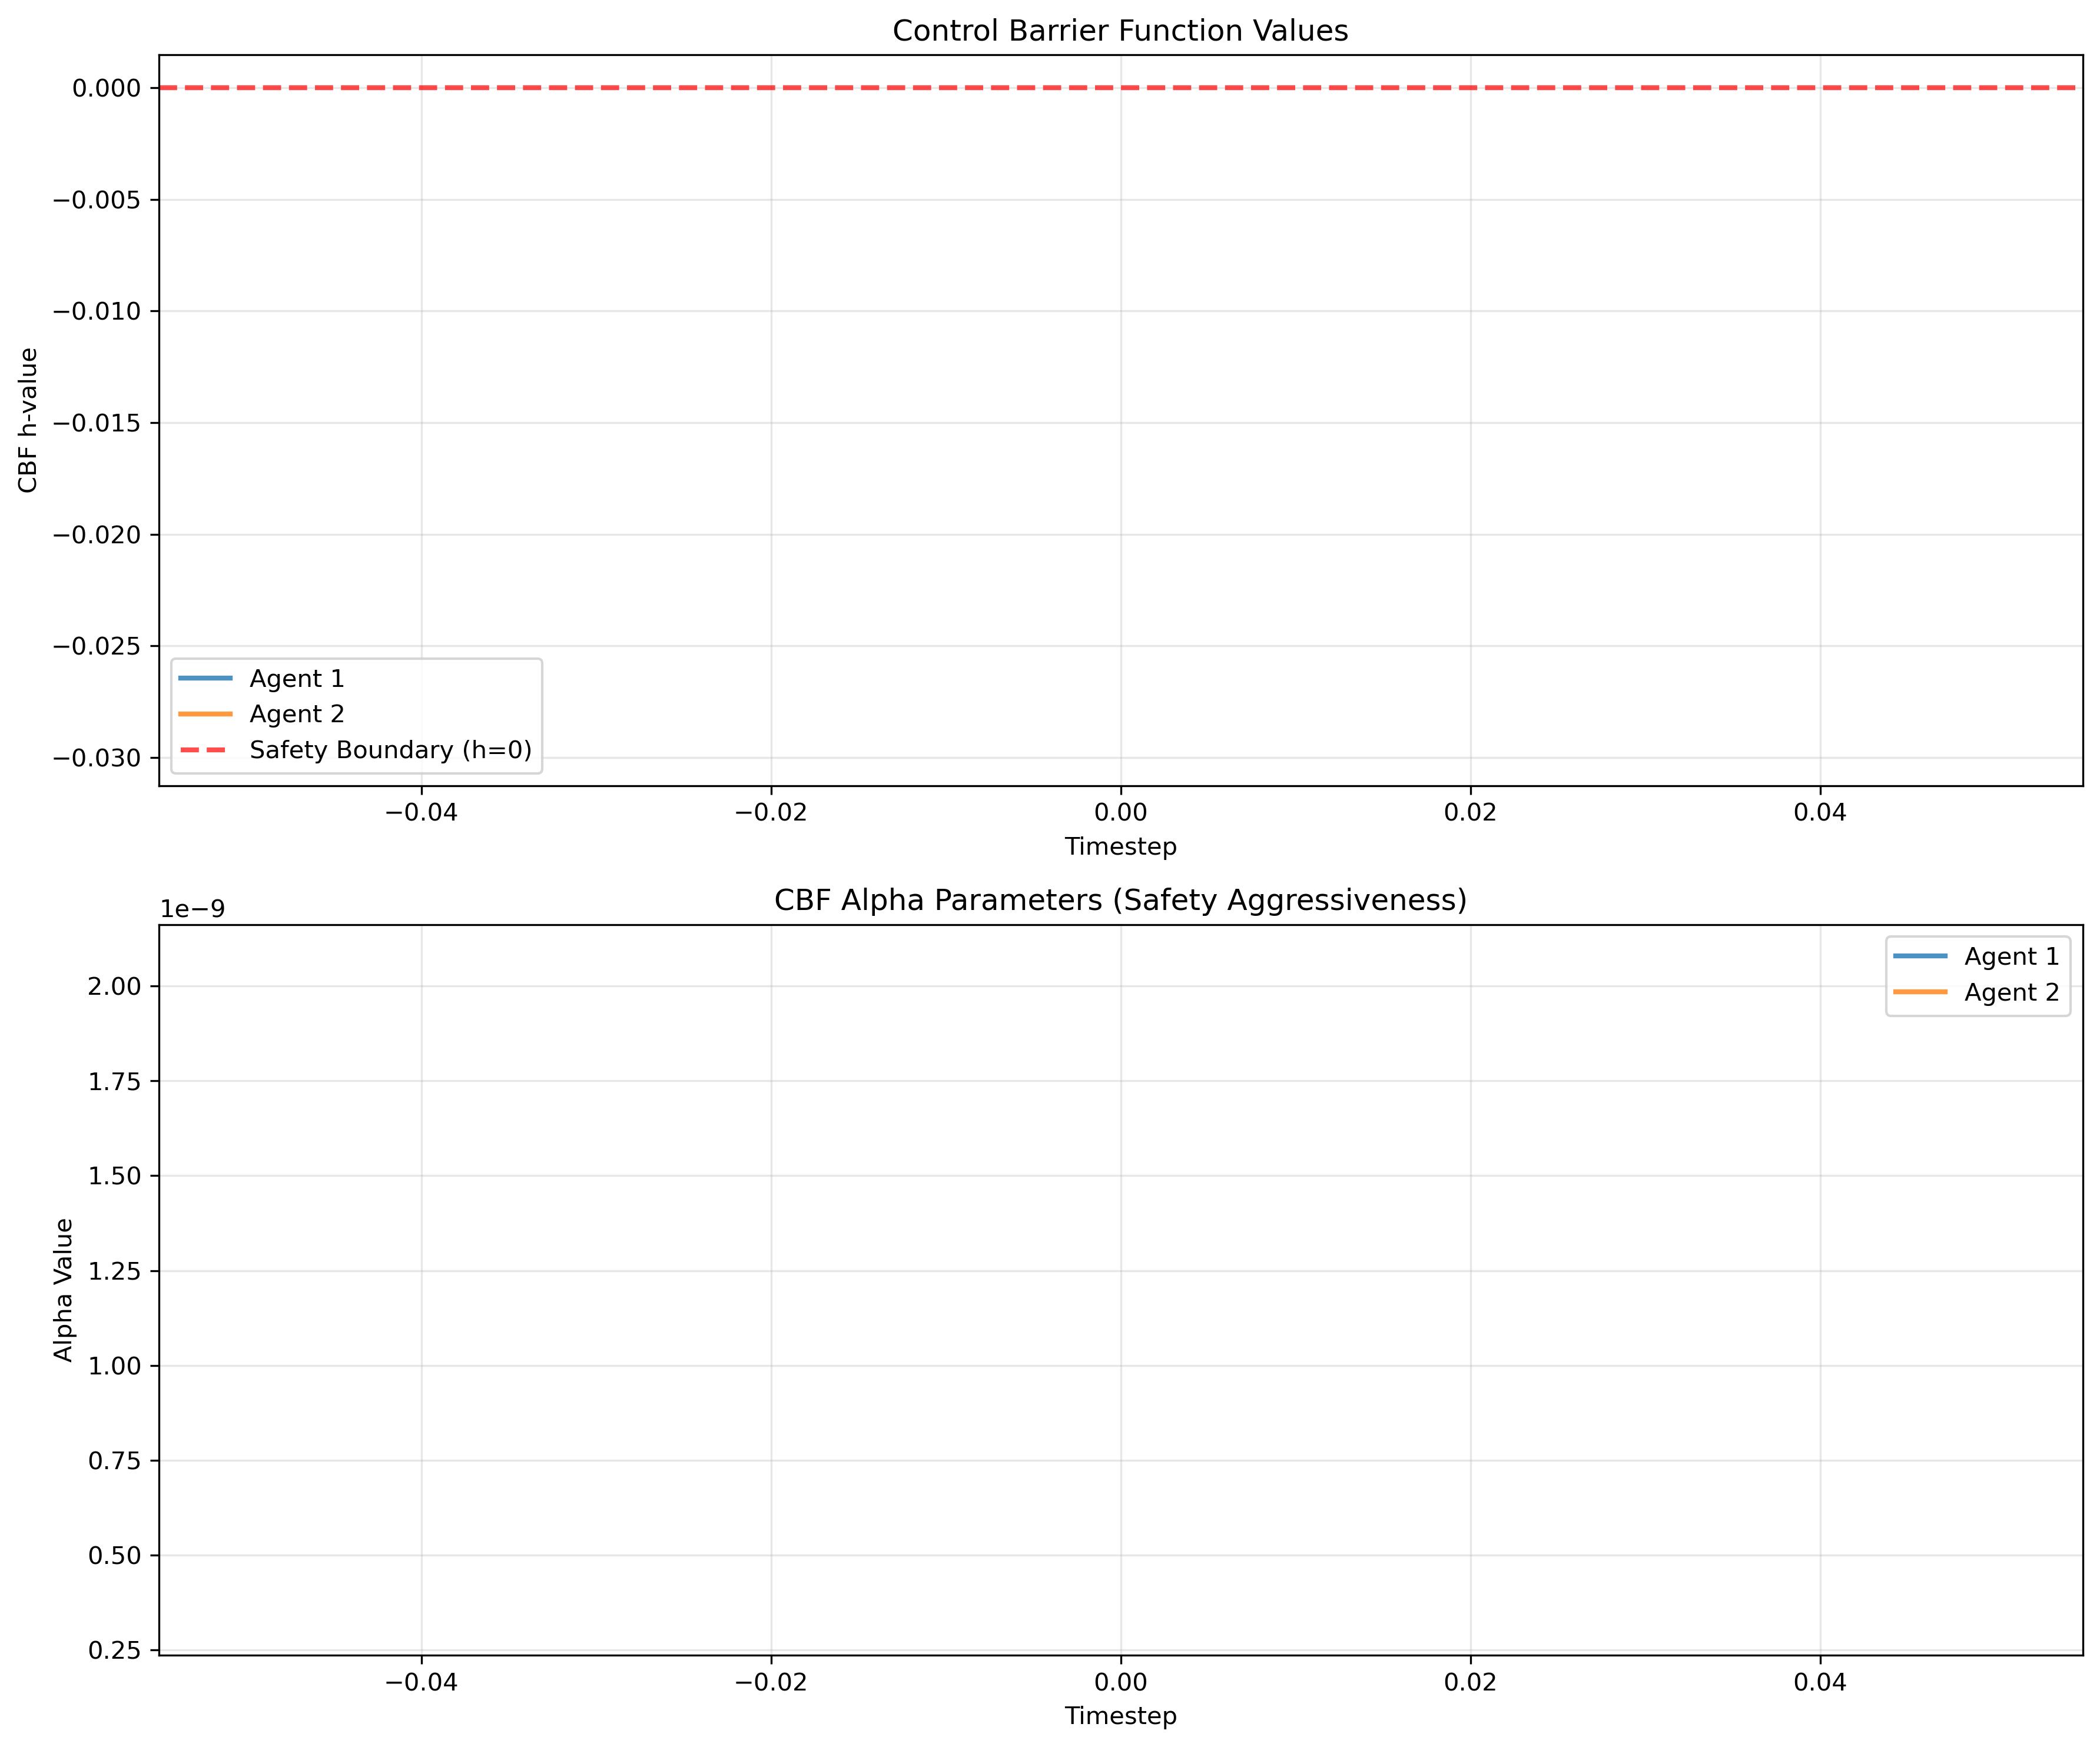 Control Barrier Function Values
0.000
−0.005
−0.010
−0.015
−0.020
−0.025
−0.030
CBF h-value
Agent 1
Agent 2
Safety Boundary (h=0)
−0.04
−0.02
0.00
0.02
0.04
Timestep
CBF Alpha Parameters (Safety Aggressiveness)
1e−9
2.00
1.75
1.50
1.25
1.00
0.75
0.50
0.25
Alpha Value
Agent 1
Agent 2
−0.04
−0.02
0.00
0.02
0.04
Timestep